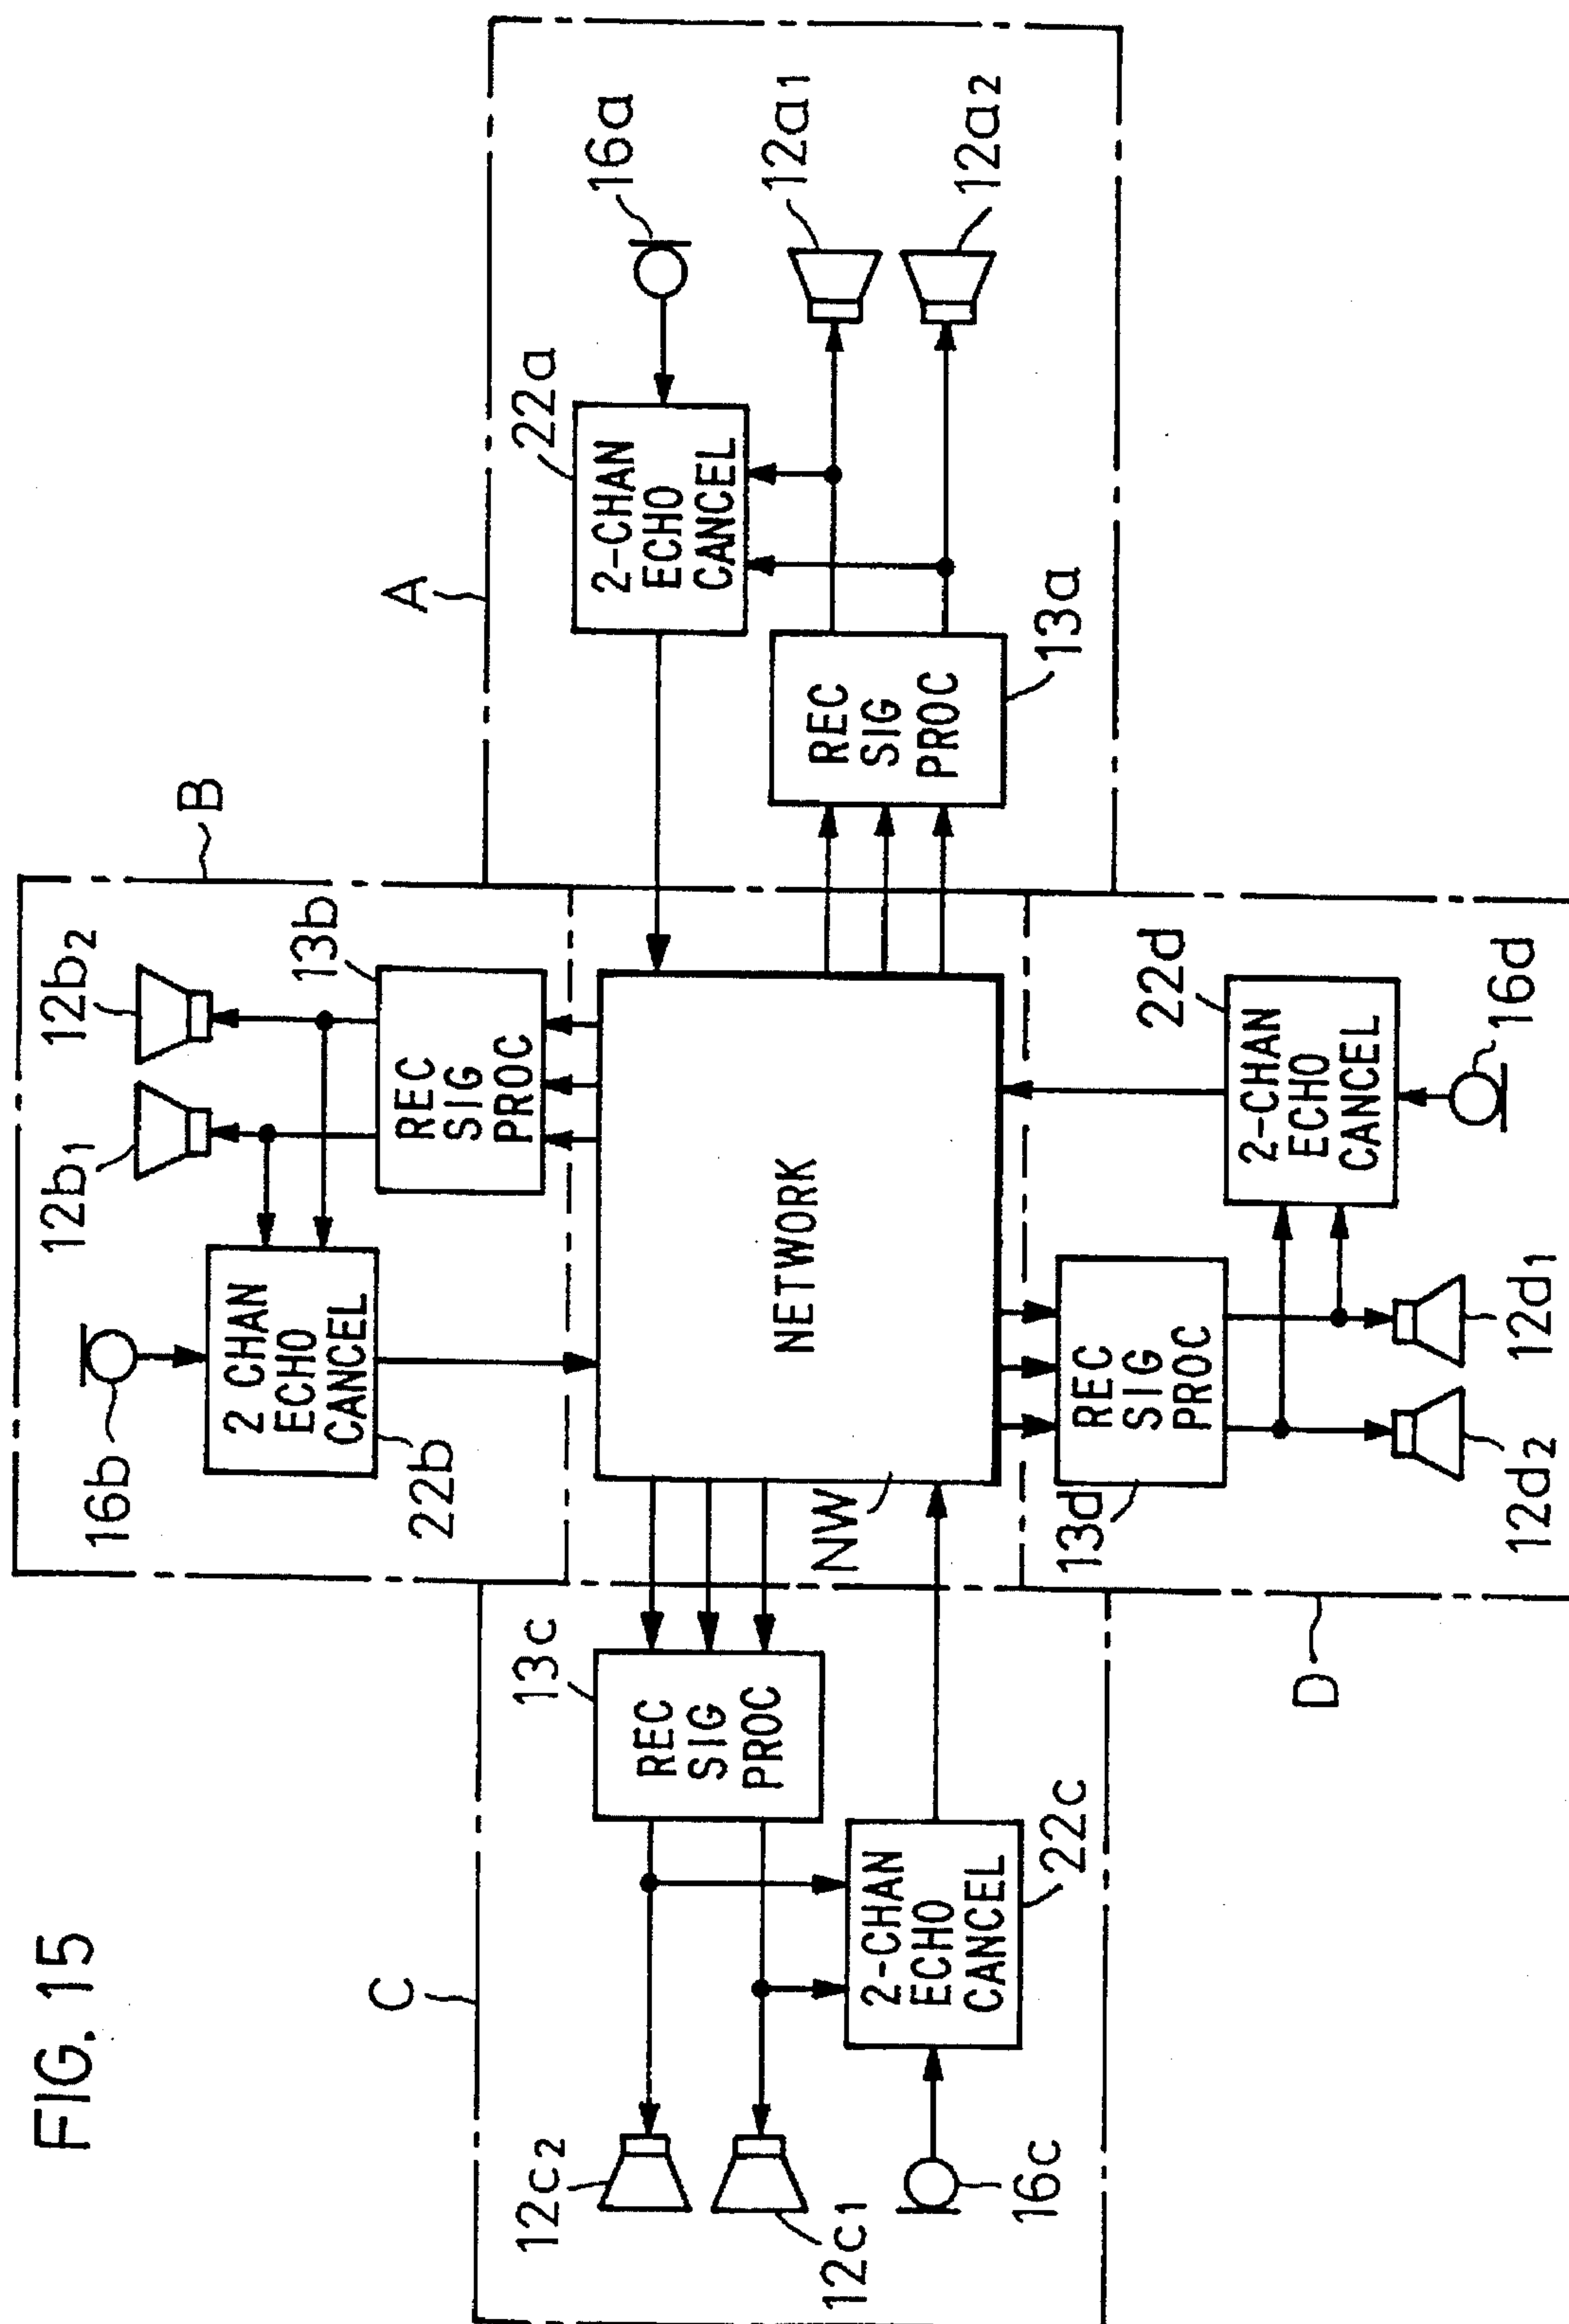 FIG. 15
A
16a
22a
2-CHAN
ECHO
CANCEL
12a1
12a2
REC
SIG
PROC
13a
B
12b2
12b1
13b
REC
SIG
PROC
16b
2 CHAN
ECHO
CANCEL
22b
NETWORK
NW
C
13c
REC
SIG
PROC
12c2
12c1
2-CHAN
ECHO
CANCEL
22c
16c
D
22d
2-CHAN
ECHO
CANCEL
16d
REC
SIG
PROC
13d
12d1
12d2